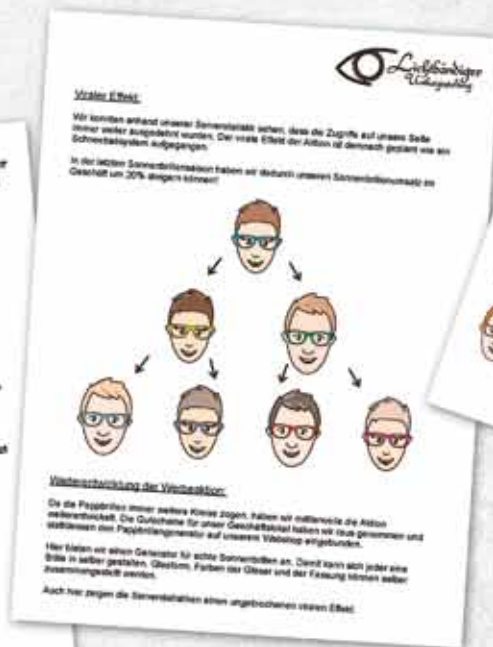 Viraler Effekt:
Wir konnten anhand unserer Serverstatistik sehen, dass die Zugriffe auf unsere Seite
immer weiter ausgedehnt wurden. Der virale Effekt der Aktion ist demnach geplant wie ein
Schneeballsystem aufgegangen.
In der letzten Sonnenbrillensaison haben wir dadurch unseren Sonnenbrillenumsatz im
Geschäft um 20% steigern können!
Weiterentwicklung der Werbeaktion:
Da die Pappbrillen immer weitere Kreise zogen, haben wir mittlerweile die Aktion
weiterentwickelt. Die Gutscheine für unser Geschäftslokal haben wir raus genommen und
stattdessen den Pappbrillengenerator auf unserem Webshop eingebunden.
Hier bieten wir einen Generator für echte Sonnenbrillen an. Damit kann sich jeder eine
Brille in selber gestalten. Glasform, Farben der Gläser und der Fassung können selber
zusammengestellt werden.
Auch hier zeigen die Serverstatistiken einen ungebrochenen viralen Effekt.